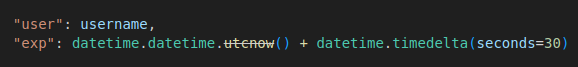 "user": username,
"exp": datetime.datetime.utcnow() + datetime.timedelta(seconds=30)